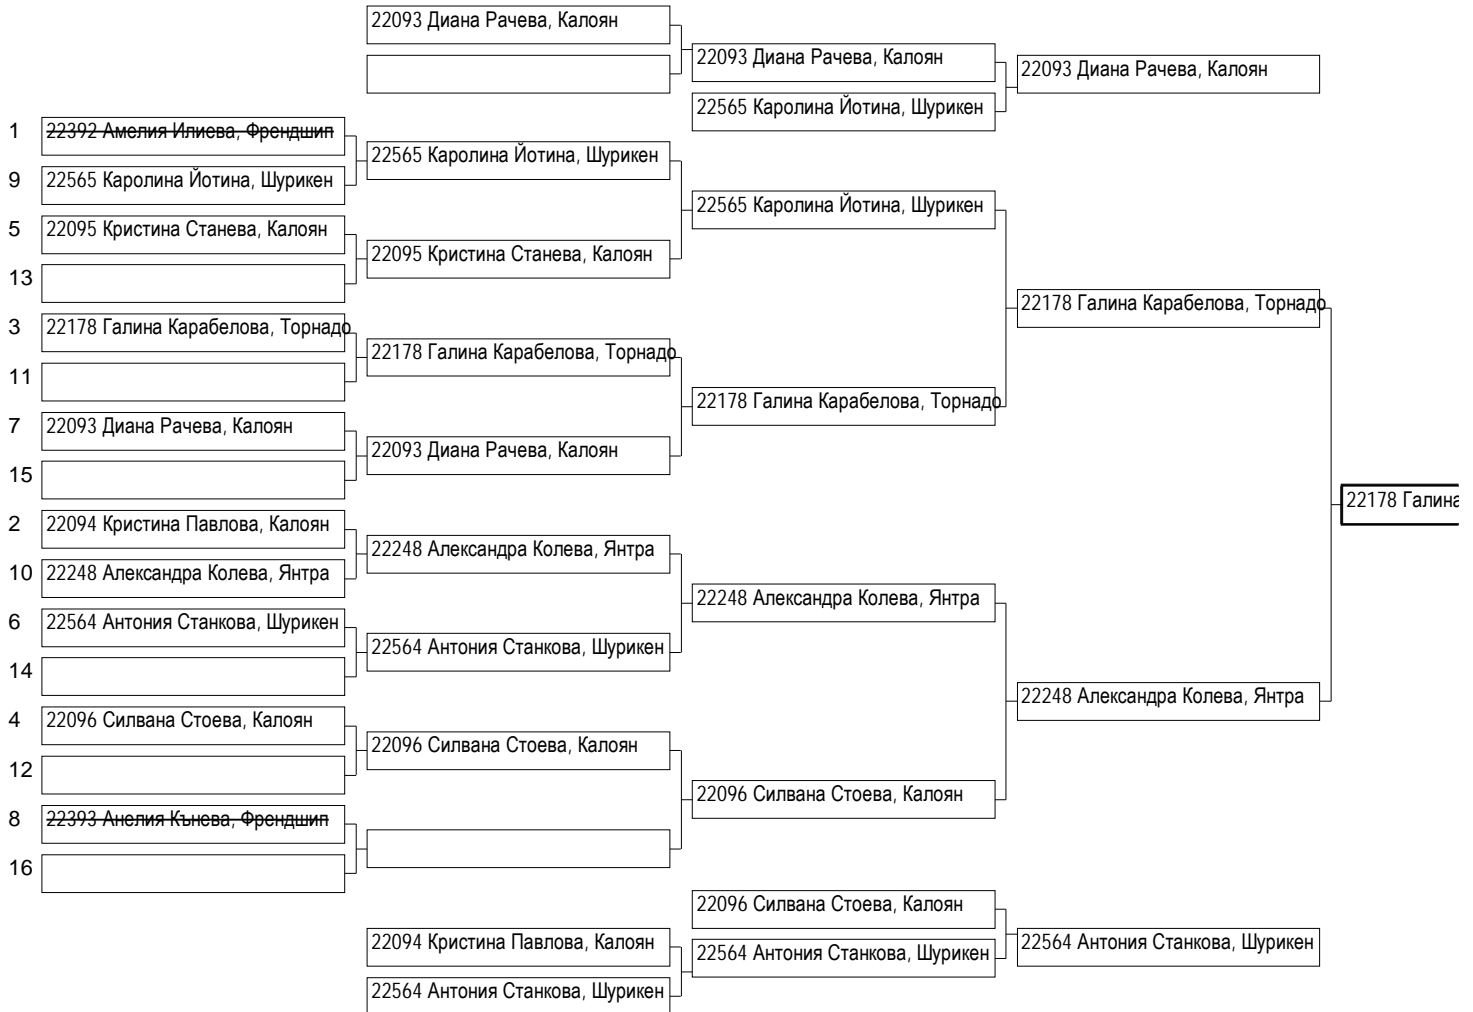 22093 Диана Рачева, Калоян
22093 Диана Рачева, Калоян
22093 Диана Рачева, Калоян
22565 Каролина Йотина, Шурикен
1 22392 Амелия Илиева, Френдшип
22565 Каролина Йотина, Шурикен
9 22565 Каролина Йотина, Шурикен
22565 Каролина Йотина, Шурикен
5 22095 Кристина Станева, Калоян
22095 Кристина Станева, Калоян
13
22178 Галина Карабелова, Торнадо
3 22178 Галина Карабелова, Торнадо
22178 Галина Карабелова, Торнадо
11
22178 Галина Карабелова, Торнадо
7 22093 Диана Рачева, Калоян
22093 Диана Рачева, Калоян
15
22178 Галина
2 22094 Кристина Павлова, Калоян
22248 Александра Колева, Янтра
10 22248 Александра Колева, Янтра
22248 Александра Колева, Янтра
6 22564 Антония Станкова, Шурикен
22564 Антония Станкова, Шурикен
14
22248 Александра Колева, Янтра
4 22096 Силвана Стоева, Калоян
22096 Силвана Стоева, Калоян
12
22096 Силвана Стоева, Калоян
8 22393 Анелия Кънева, Френдшип
16
22096 Силвана Стоева, Калоян
22094 Кристина Павлова, Калоян
22564 Антония Станкова, Шурикен
22564 Антония Станкова, Шурикен
22564 Антония Станкова, Шурикен